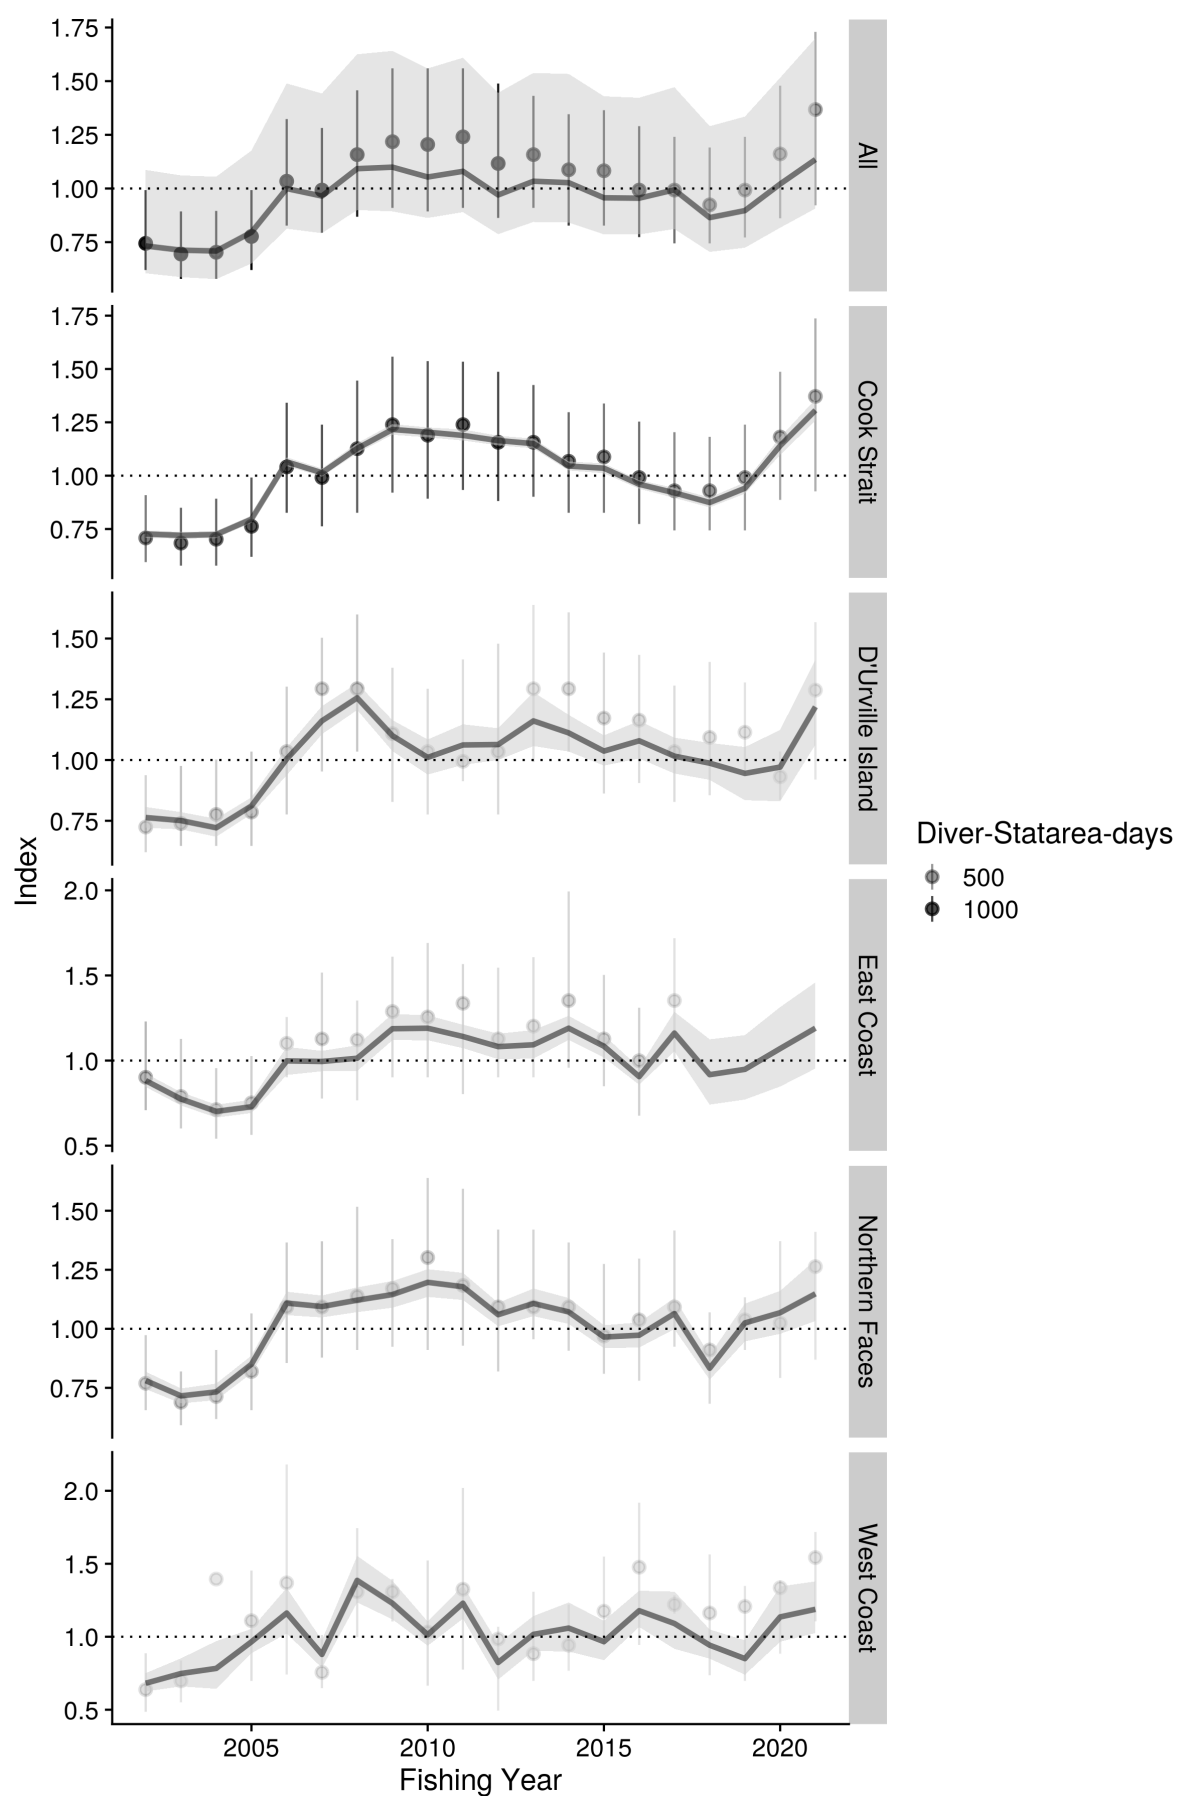 1.75
1.50
1.25
1.00
0.75
All
1.75
1.50
1.25
1.00
0.75
Cook Strait
1.50
1.25
1.00
0.75
D'Urville Island
2.0
1.5
1.0
0.5
East Coast
1.50
1.25
1.00
0.75
Northern Faces
2.0
1.5
1.0
0.5
West Coast
2005 2010 2015 2020
Fishing Year
Index
Diver-Statarea-days
500
1000